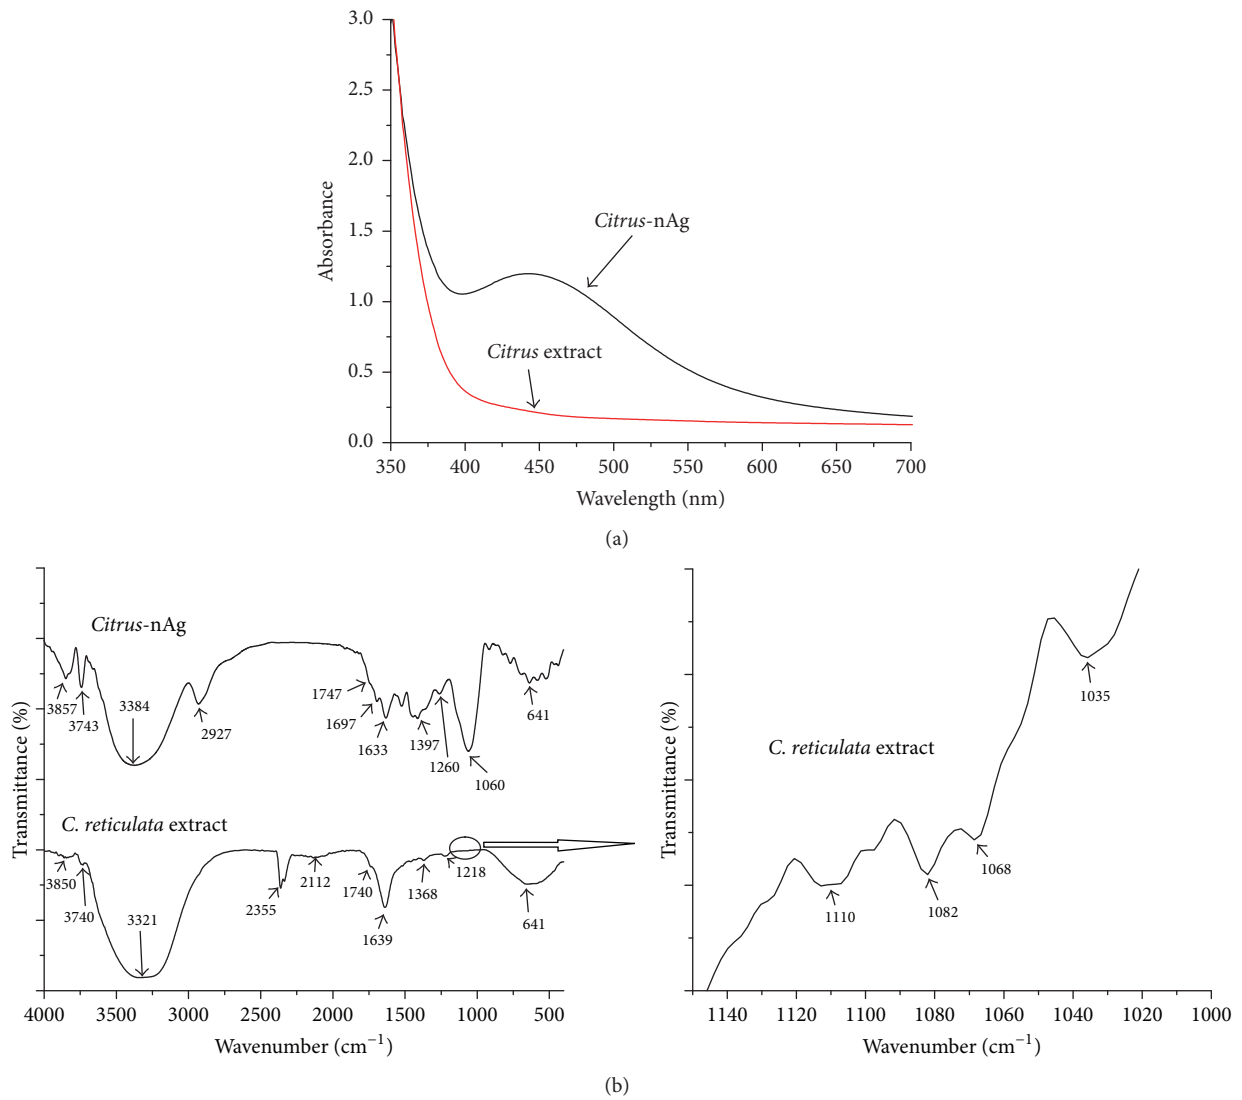 3.0
2.5
2.0
1.5
1.0
0.5
0.0
Absorbance
Citrus-nAg
Citrus extract
350 400 450 500 550 600 650 700
Wavelength (nm)
(a)
Transmittance (%)
Citrus-nAg
3857
3743
3384
2927
1747
1697
1633
1397
1260
1060
641
C. reticulata extract
3850
3740
3321
2355
2112
1740
1639
1368
1218
641
4000 3500 3000 2500 2000 1500 1000 500
Wavenumber (cm⁻¹)
Transmittance (%)
C. reticulata extract
1110
1082
1068
1035
1140 1120 1100 1080 1060 1040 1020 1000
Wavenumber (cm⁻¹)
(b)